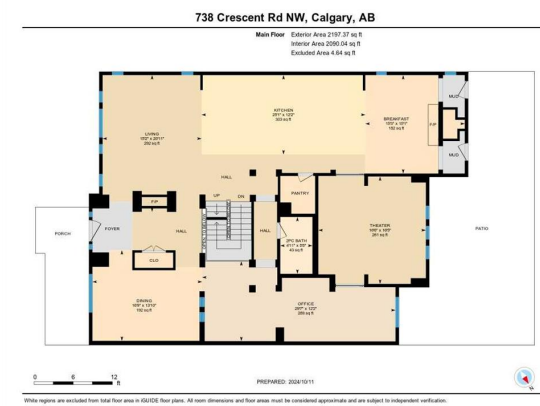 738 Crescent Rd NW, Calgary, AB
Main Floor Exterior Area 2197.37 sq ft
Interior Area 2090.04 sq ft
Excluded Area 4.64 sq ft
KITCHEN
323 sq ft
BREAKFAST
192 sq ft
MUD
F/P
MUD
LIVING
292 sq ft
HALL
UP
DN
PANTRY
F/P
THEATER
261 sq ft
PORCH
FOYER
HALL
HALL
2PC BATH
43 sq ft
PATIO
CLO
DINING
192 sq ft
OFFICE
289 sq ft
0 6 12
ft
PREPARED: 2024/10/11
N
White regions are excluded from total floor area in iGUIDE floor plans. All room dimensions and floor areas must be considered approximate and are subject to independent verification.